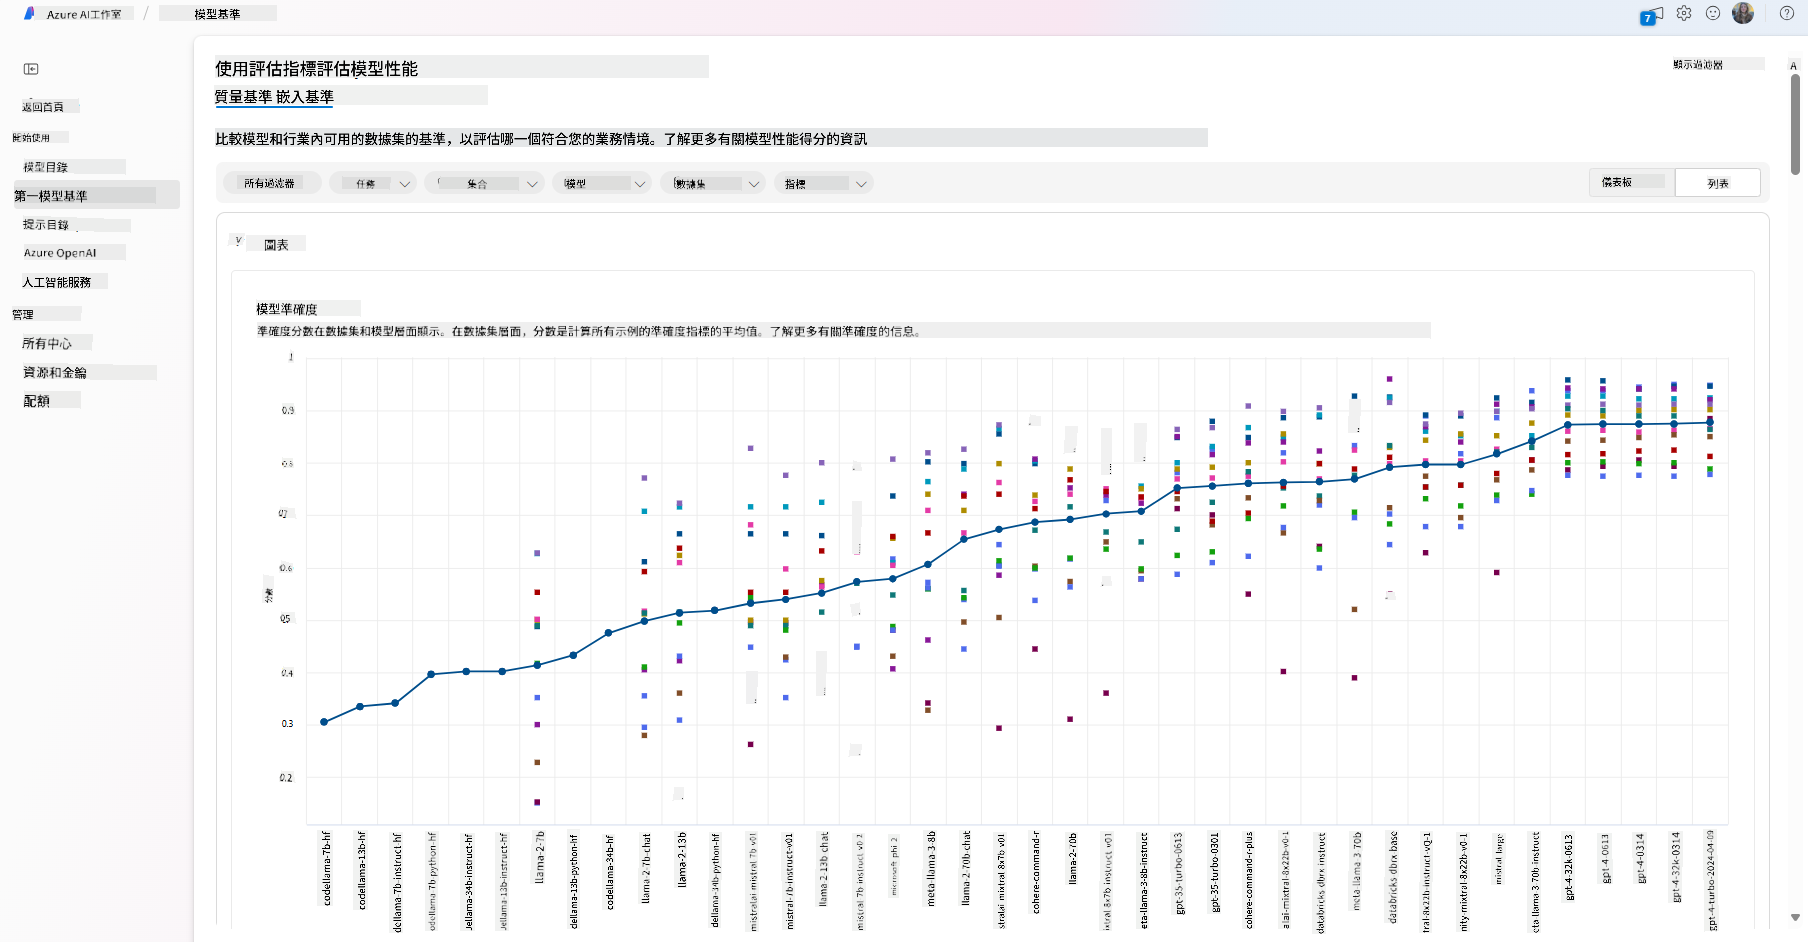 Azure AI工作室 / 模型基準
7
返回首頁
開始使用
模型目錄
第一模型基準
提示目錄
Azure OpenAI
人工智能服務
管理
所有中心
資源和金鑰
配額
使用評估指標評估模型性能
顯示過濾器
A
質量基準 嵌入基準
比較模型和行業內可用的數據集的基準，以評估哪一個符合您的業務情境。了解更多有關模型性能得分的資訊
所有過濾器
任務
集合
模型
數據集
指標
儀表板
列表
圖表
模型準確度
準確度分數在數據集和模型層面顯示。在數據集層面，分數是計算所有示例的準確度指標的平均值。了解更多有關準確度的信息。
1
0.9
0.8
0.7
0.6
0.5
0.4
0.3
0.2
分數
codellama-7b-hf
codellama-13b-hf
dellama-7b-instruct-hf
odellama-7b-python-hf
dellama-34b-instruct-hf
dellama-13b-instruct-hf
llama-2-7b
dellama-13b-python-hf
codellama-34b-hf
llama-2-7b-chat
llama-2-13b
dellama-34b-python-hf
mistralai-mistral-7b-v01
mistral-7b-instruct-v01
llama-2-13b-chat
mistral-7b-instruct-v0-2
microsoft-phi-2
meta-llama-3-8b
llama-2-70b-chat
stralai-mixtral-8x7b-v01
cohere-command-r
llama-2-70b
ixtral-8x7b-instruct-v01
eta-llama-3-8b-instruct
gpt-35-turbo-0613
gpt-35-turbo-0301
cohere-command-r-plus
alai-mixtral-8x22b-v0-1
databricks-dbrx-instruct
meta-llama-3-70b
databricks-dbrx-base
tral-8x22b-instruct-v0-1
nity-mixtral-8x22b-v0-1
mistral-large
eta-llama-3-70b-instruct
gpt-4-32k-0613
gpt-4-0613
gpt-4-0314
gpt-4-32k-0314
gpt-4-turbo-2024-04-09